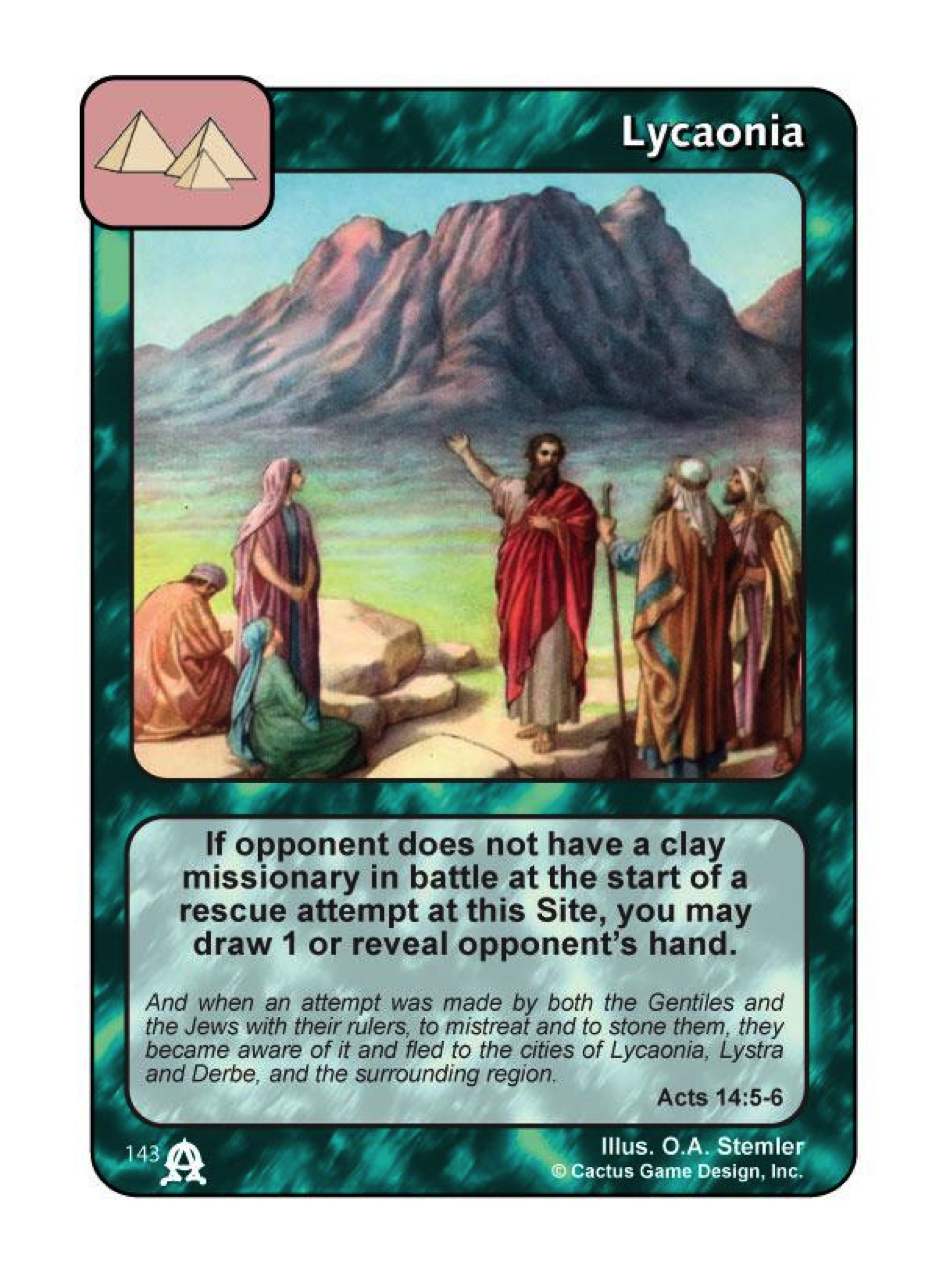 Lycaonia
If opponent does not have a clay
missionary in battle at the start of a
rescue attempt at this Site, you may
draw 1 or reveal opponent's hand.
And when an attempt was made by both the Gentiles and
the Jews with their rulers, to mistreat and to stone them, they
became aware of it and fled to the cities of Lycaonia, Lystra
and Derbe, and the surrounding region.
Acts 14:5-6
143
Illus. O.A. Stemler
© Cactus Game Design, Inc.